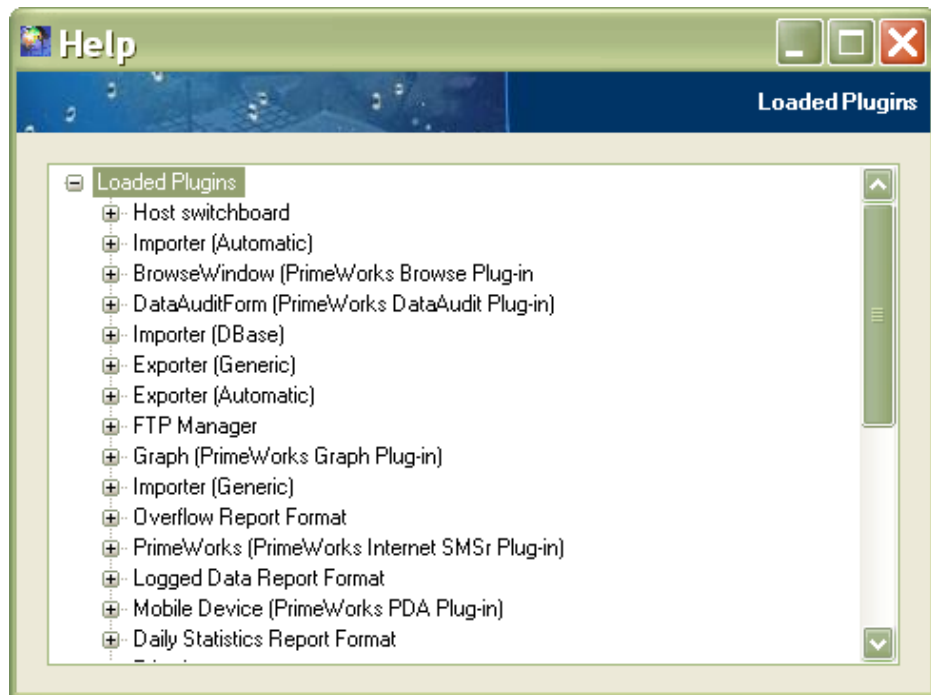 Help
Loaded Plugins
Loaded Plugins
Host switchboard
Importer (Automatic)
BrowseWindow (PrimeWorks Browse Plug-in
DataAuditForm (PrimeWorks DataAudit Plug-in)
Importer (DBase)
Exporter (Generic)
Exporter (Automatic)
FTP Manager
Graph (PrimeWorks Graph Plug-in)
Importer (Generic)
Overflow Report Format
PrimeWorks (PrimeWorks Internet SMSr Plug-in)
Logged Data Report Format
Mobile Device (PrimeWorks PDA Plug-in)
Daily Statistics Report Format